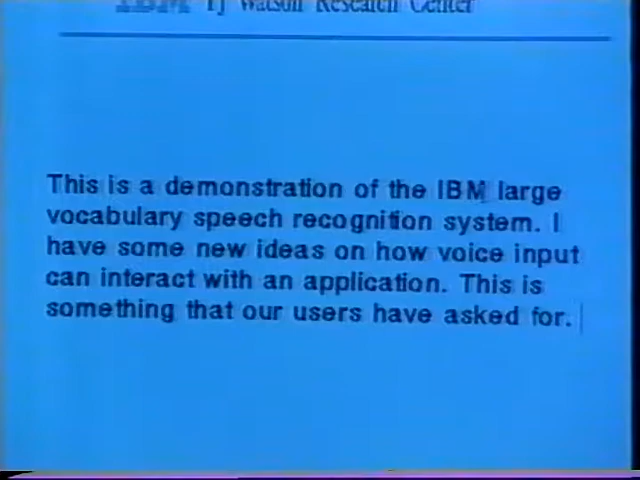 IBM TJ Watson Research Center
This is a demonstration of the IBM large
vocabulary speech recognition system. I
have some new ideas on how voice input
can interact with an application. This is
something that our users have asked for.